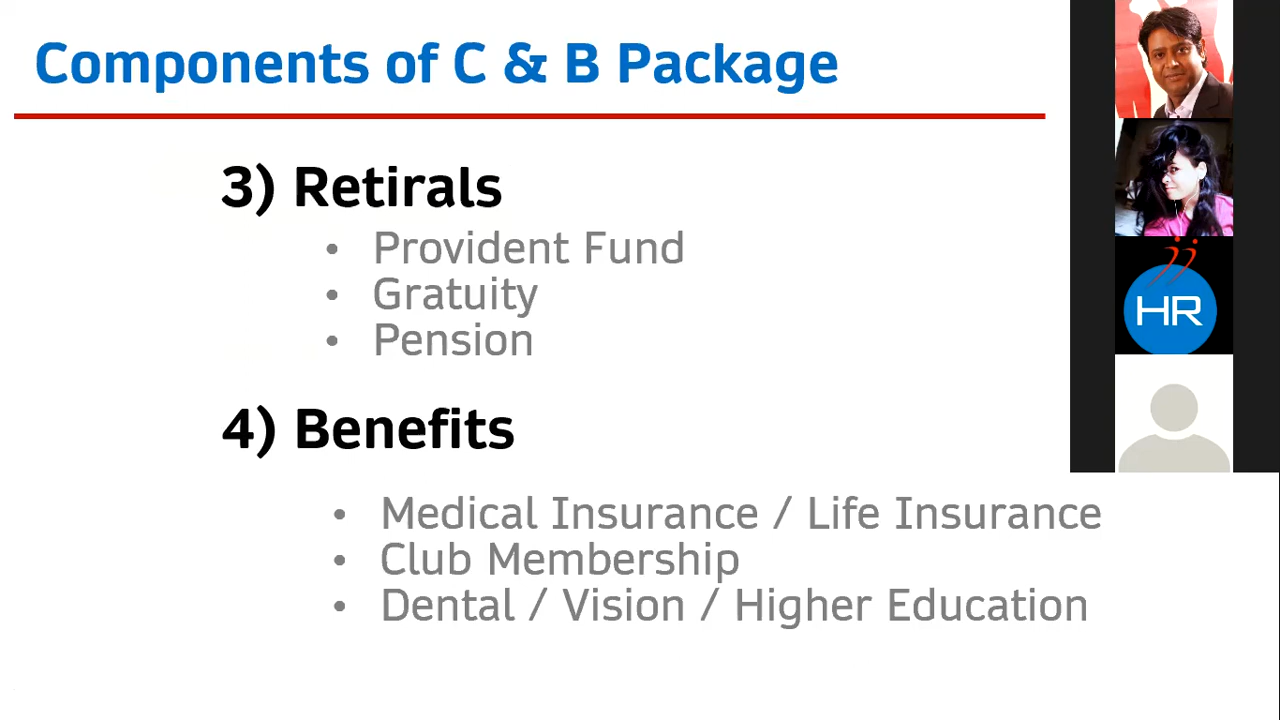 Components of C & B Package
3) Retirals
• Provident Fund
• Gratuity
• Pension
4) Benefits
• Medical Insurance / Life Insurance
• Club Membership
• Dental / Vision / Higher Education
HR